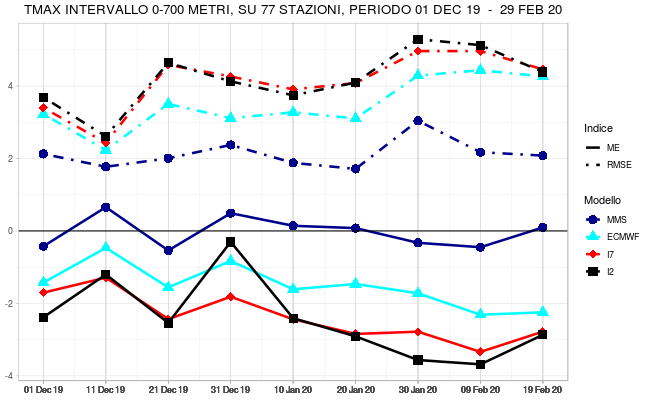 TMAX INTERVALLO 0-700 METRI, SU 77 STAZIONI, PERIODO 01 DEC 19 - 29 FEB 20
4
2
0
-2
-4
01 Dec 19 11 Dec 19 21 Dec 19 31 Dec 19 10 Jan 20 20 Jan 20 30 Jan 20 09 Feb 20 19 Feb 20
Indice
ME
RMSE
Modello
MMS
ECMWF
I7
I2